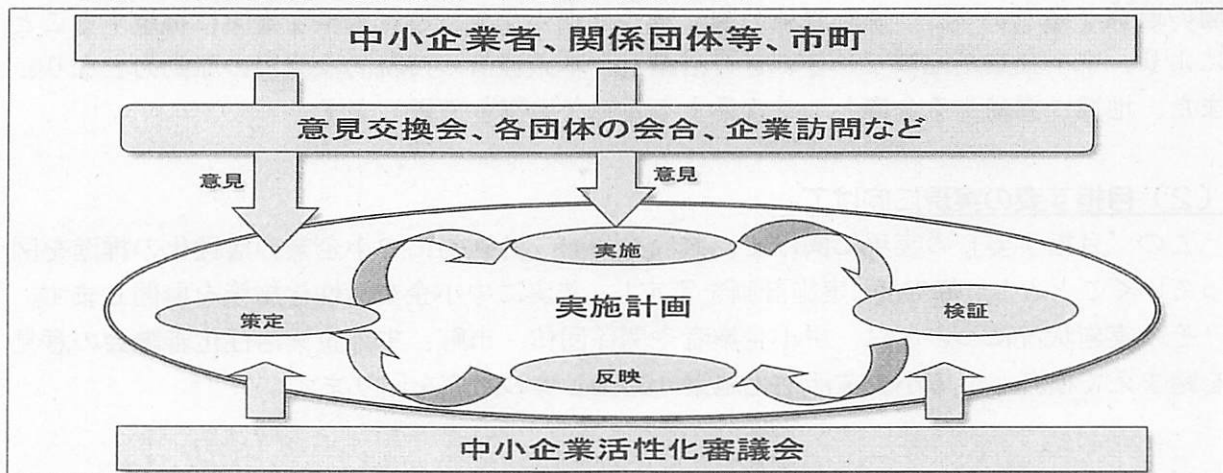 中小企業者、関係団体等、市町
意見交換会、各団体の会合、企業訪問など
意見
意見
実施
実施計画
策定
検証
反映
中小企業活性化審議会